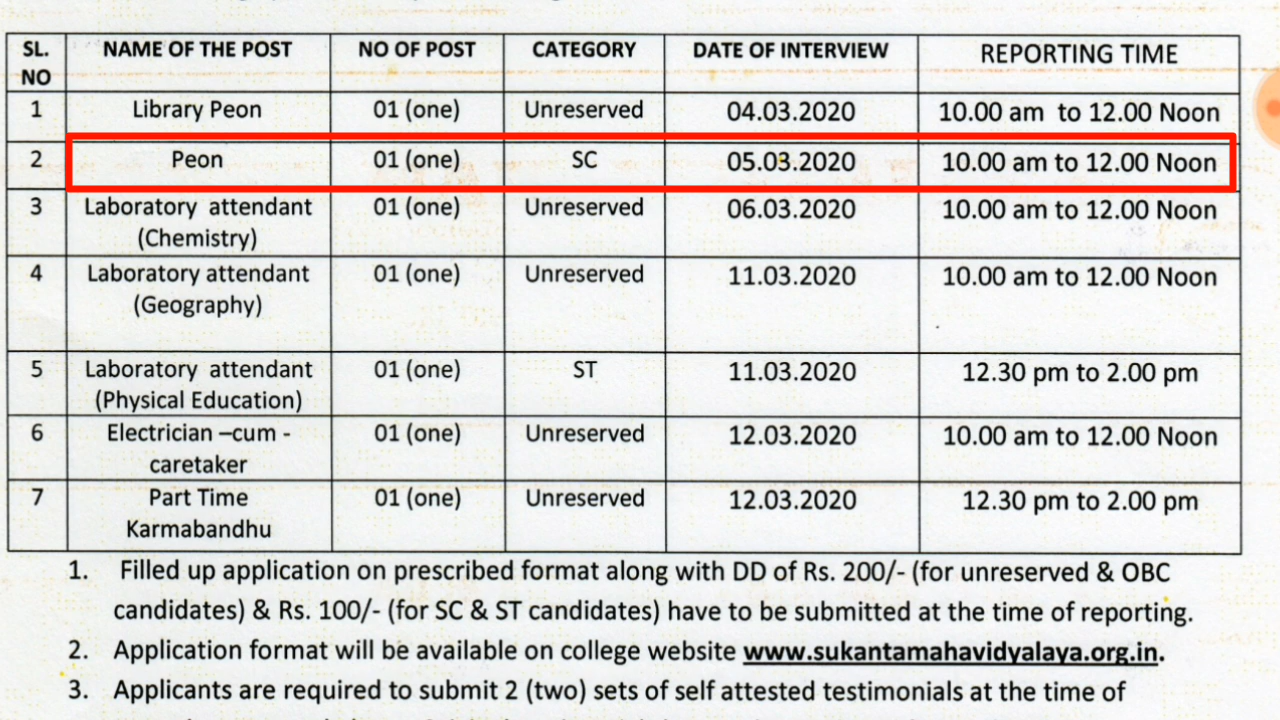 SL. NO NAME OF THE POST NO OF POST CATEGORY DATE OF INTERVIEW REPORTING TIME
1 Library Peon 01 (one) Unreserved 04.03.2020 10.00 am to 12.00 Noon
2 Peon 01 (one) SC 05.03.2020 10.00 am to 12.00 Noon
3 Laboratory attendant (Chemistry) 01 (one) Unreserved 06.03.2020 10.00 am to 12.00 Noon
4 Laboratory attendant (Geography) 01 (one) Unreserved 11.03.2020 10.00 am to 12.00 Noon
5 Laboratory attendant (Physical Education) 01 (one) ST 11.03.2020 12.30 pm to 2.00 pm
6 Electrician –cum - caretaker 01 (one) Unreserved 12.03.2020 10.00 am to 12.00 Noon
7 Part Time Karmabandhu 01 (one) Unreserved 12.03.2020 12.30 pm to 2.00 pm
1. Filled up application on prescribed format along with DD of Rs. 200/- (for unreserved & OBC
candidates) & Rs. 100/- (for SC & ST candidates) have to be submitted at the time of reporting.
2. Application format will be available on college website www.sukantamahavidyalaya.org.in.
3. Applicants are required to submit 2 (two) sets of self attested testimonials at the time of